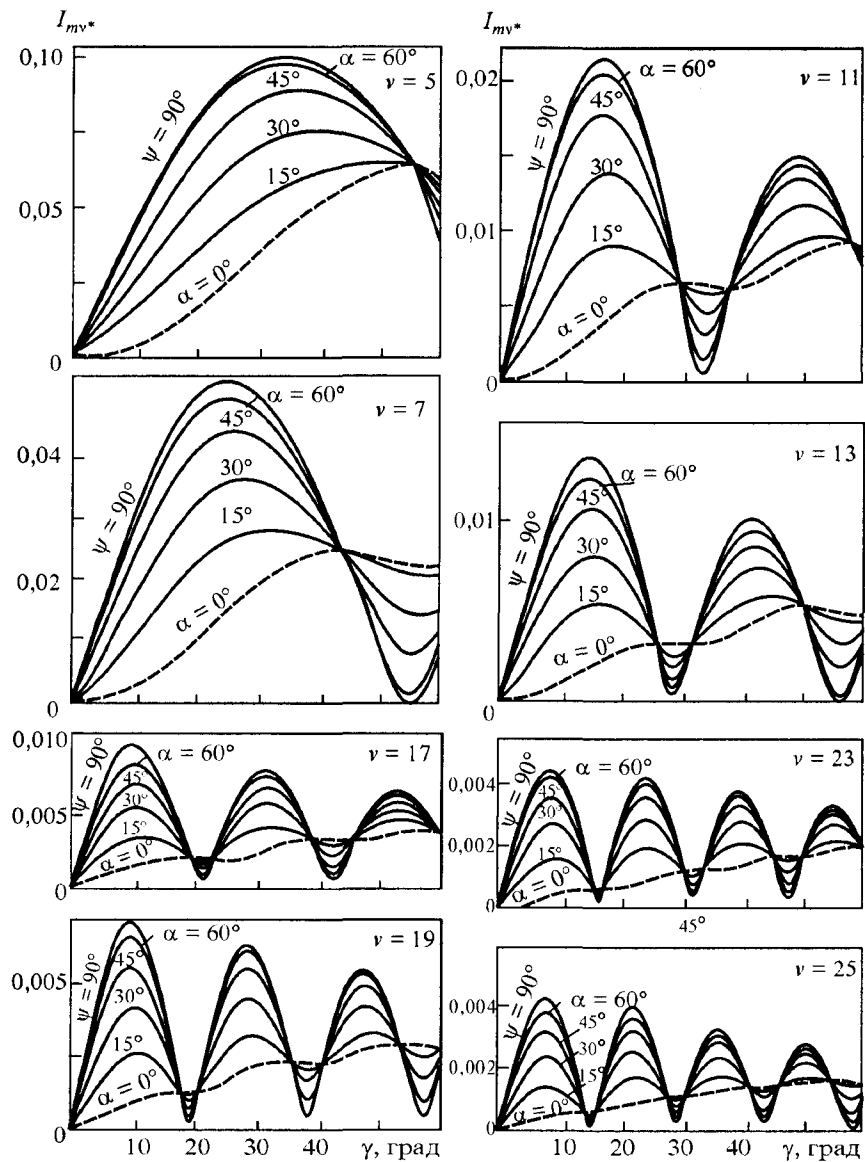 I_{mν*}
0,10
0,05
0
ν = 5
ψ = 90°
α = 60°
45°
30°
15°
α = 0°
I_{mν*}
0,02
0,01
0
ν = 11
ψ = 90°
α = 60°
45°
30°
15°
α = 0°
0,04
0,02
0
ν = 7
ψ = 90°
α = 60°
45°
30°
15°
α = 0°
0,01
0
ν = 13
ψ = 90°
α = 60°
45°
30°
15°
α = 0°
0,010
0,005
0
ν = 17
ψ = 90°
α = 60°
45°
30°
15°
α = 0°
0,004
0,002
0
ν = 23
ψ = 90°
α = 60°
45°
30°
15°
α = 0°
45°
0,005
0
ν = 19
ψ = 90°
α = 60°
45°
30°
15°
α = 0°
10 20 30 40 γ, град
0,004
0,002
0
ν = 25
ψ = 90°
α = 60°
45°
30°
15°
α = 0°
10 20 30 40 γ, град